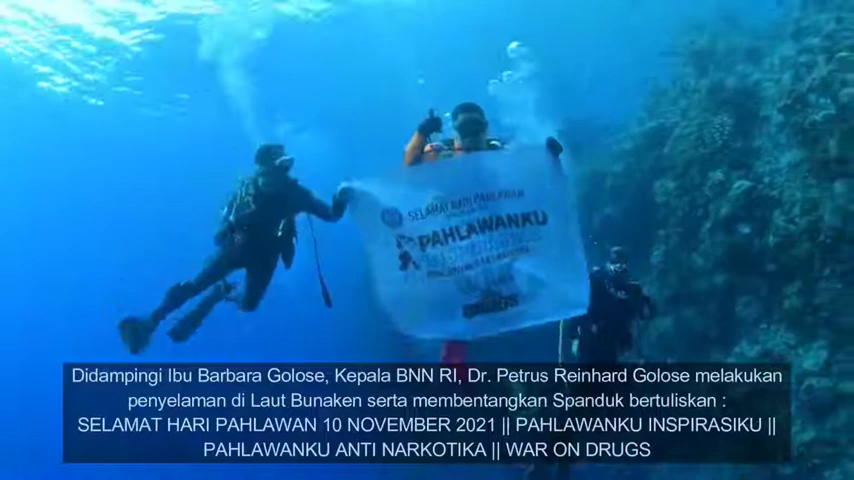 SELAMAT HARI PAHLAWAN
PAHLAWANKU
Didampingi Ibu Barbara Golose, Kepala BNN RI, Dr. Petrus Reinhard Golose melakukan
penyelaman di Laut Bunaken serta membentangkan Spanduk bertuliskan :
SELAMAT HARI PAHLAWAN 10 NOVEMBER 2021 || PAHLAWANKU INSPIRASIKU ||
PAHLAWANKU ANTI NARKOTIKA || WAR ON DRUGS